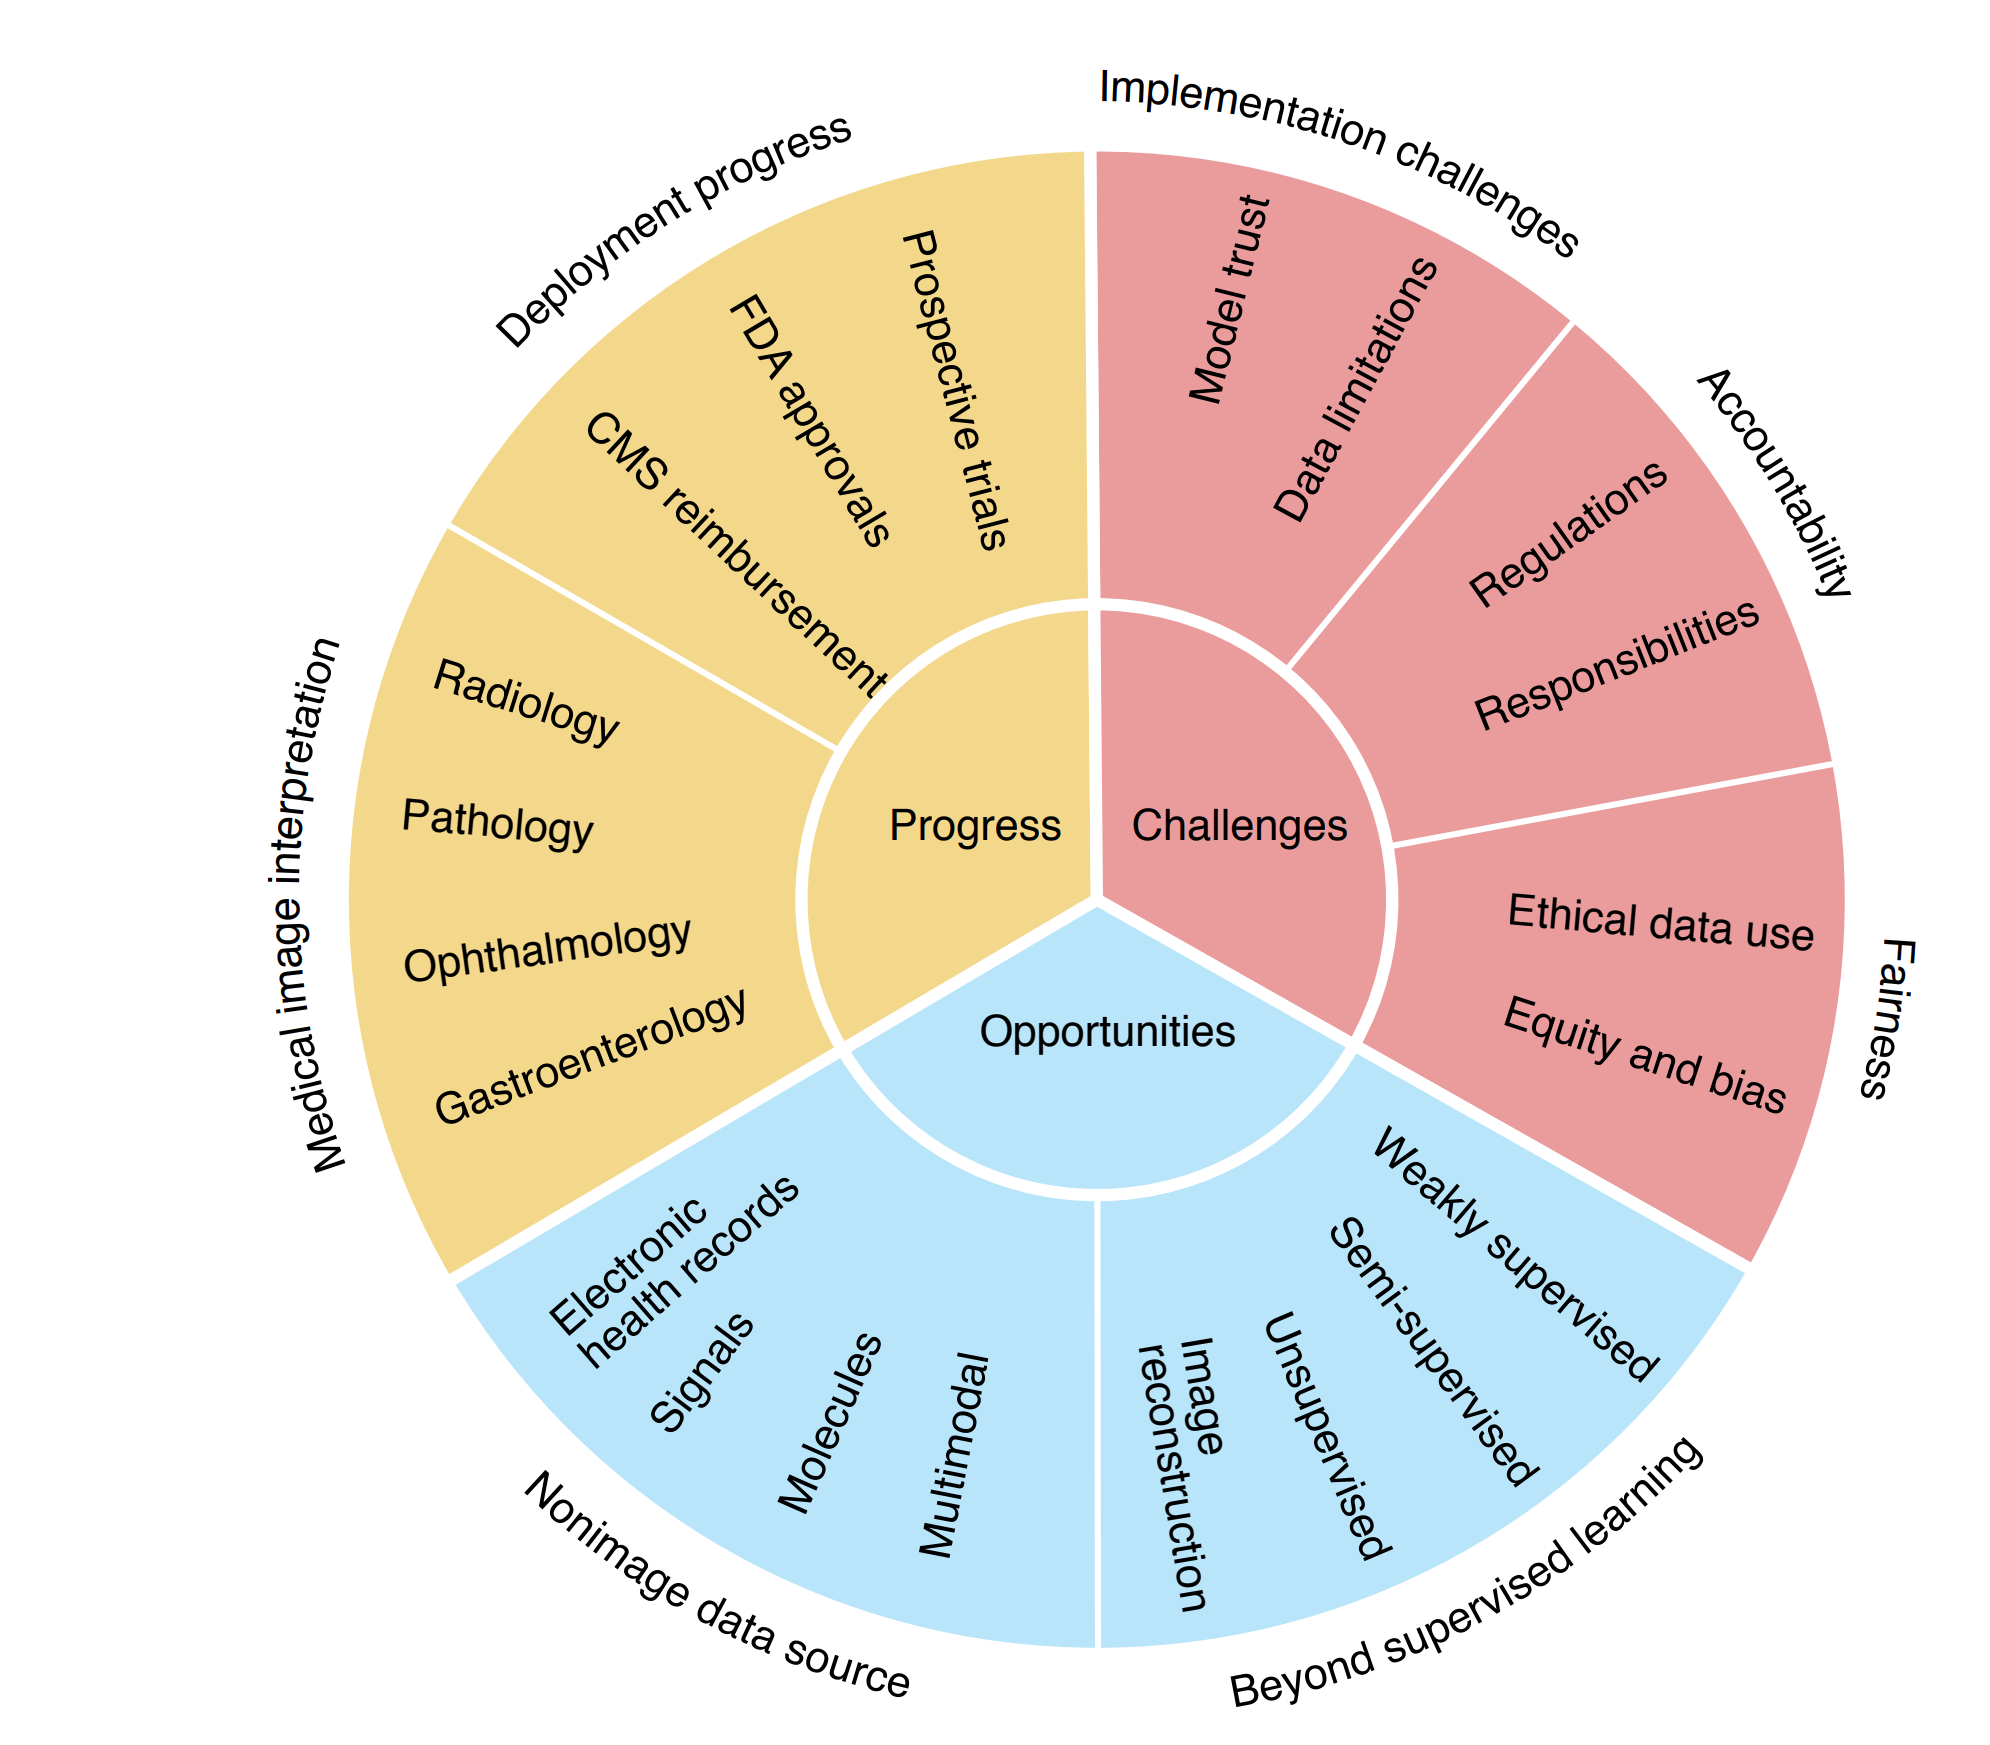 Implementation challenges
Model trust
Data limitations
Accountability
Regulations
Responsibilities
Fairness
Ethical data use
Equity and bias
Challenges
Deployment progress
Prospective trials
FDA approvals
CMS reimbursement
Medical image interpretation
Radiology
Pathology
Ophthalmology
Gastroenterology
Progress
Opportunities
Nonimage data source
Electronic
health records
Signals
Molecules
Multimodal
Beyond supervised learning
Image
reconstruction
Unsupervised
Semi-supervised
Weakly supervised